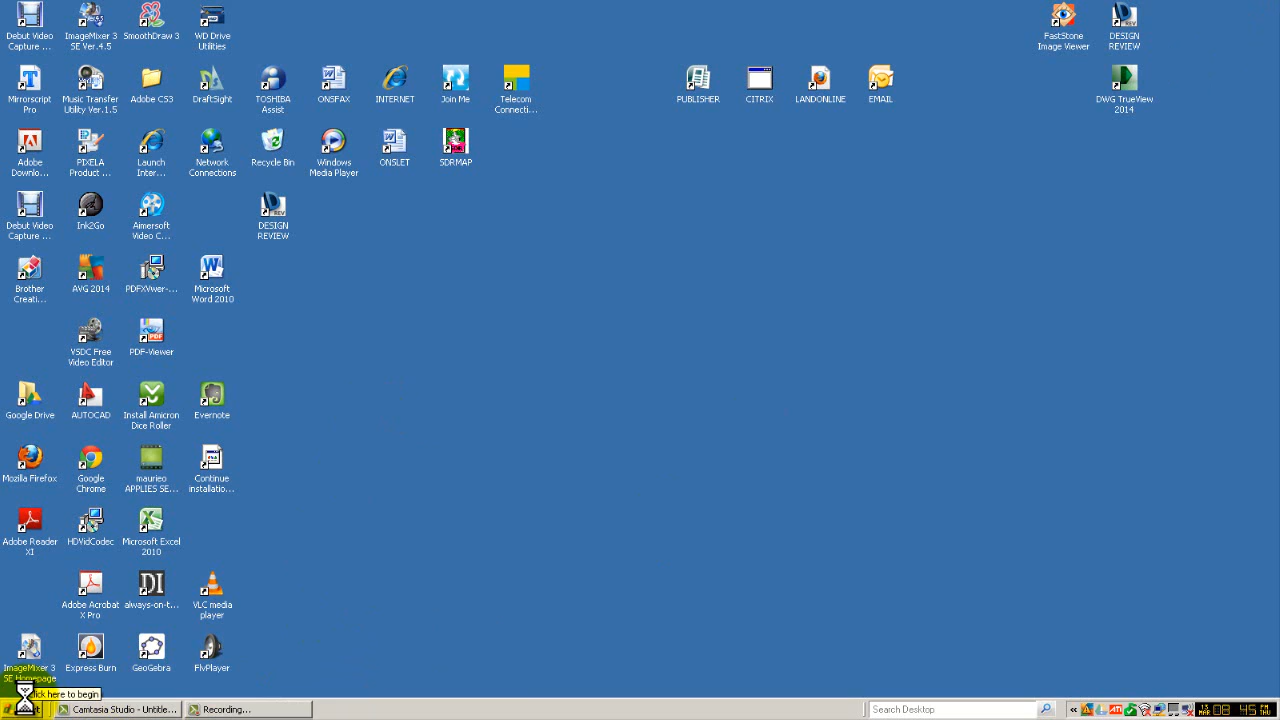 Debut Video
Capture ...
ImageMixer 3
SE Ver.4.5
SmoothDraw 3
WD Drive
Utilities
FastStone
Image Viewer
DESIGN
REVIEW
Mirrorscript
Pro
Music Transfer
Utility Ver.1.5
Adobe CS3
DraftSight
TOSHIBA
Assist
ONSFAX
INTERNET
Join Me
Telecom
Connecti...
PUBLISHER
CITRIX
LANDONLINE
EMAIL
DWG TrueView
2014
Adobe
Downlo...
PIXELA
Product ...
Launch
Inter...
Network
Connections
Recycle Bin
Windows
Media Player
ONSLET
SDRMAP
Debut Video
Capture ...
Ink2Go
Aimersoft
Video C...
DESIGN
REVIEW
Brother
Creati...
AVG 2014
PDFXVwer-...
Microsoft
Word 2010
VSDC Free
Video Editor
PDF-Viewer
Google Drive
AUTOCAD
Install Amicron
Dice Roller
Evernote
Mozilla Firefox
Google
Chrome
maurieo
APPLIES SE...
Continue
installatio...
Adobe Reader
XI
HDVidCodec
Microsoft Excel
2010
Adobe Acrobat
X Pro
always-on-t...
VLC media
player
ImageMixer 3
SE Homepage
Express Burn
GeoGebra
FlvPlayer
Click here to begin
Camtasia Studio - Untitle...
Recording...
Search Desktop
13
MAR
08 45 PM
THU